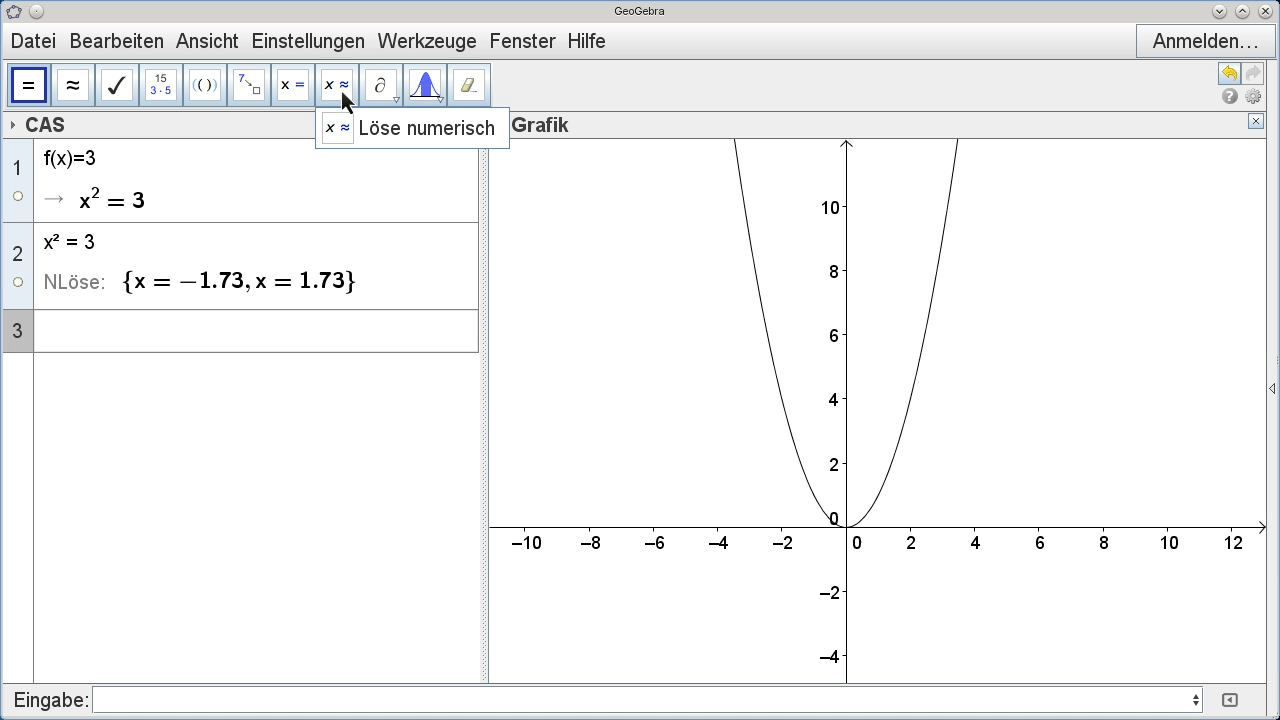 GeoGebra
Datei Bearbeiten Ansicht Einstellungen Werkzeuge Fenster Hilfe
Anmelden...
= ≈ ✓ 15 3·5 (()) 7 x = x ≈ ∂
CAS
x ≈ Löse numerisch
Grafik
1
f(x)=3
→ x² = 3
2
x² = 3
NLöse: {x = −1.73, x = 1.73}
3
10
8
6
4
2
0
−10 −8 −6 −4 −2 0 2 4 6 8 10 12
−2
−4
Eingabe: